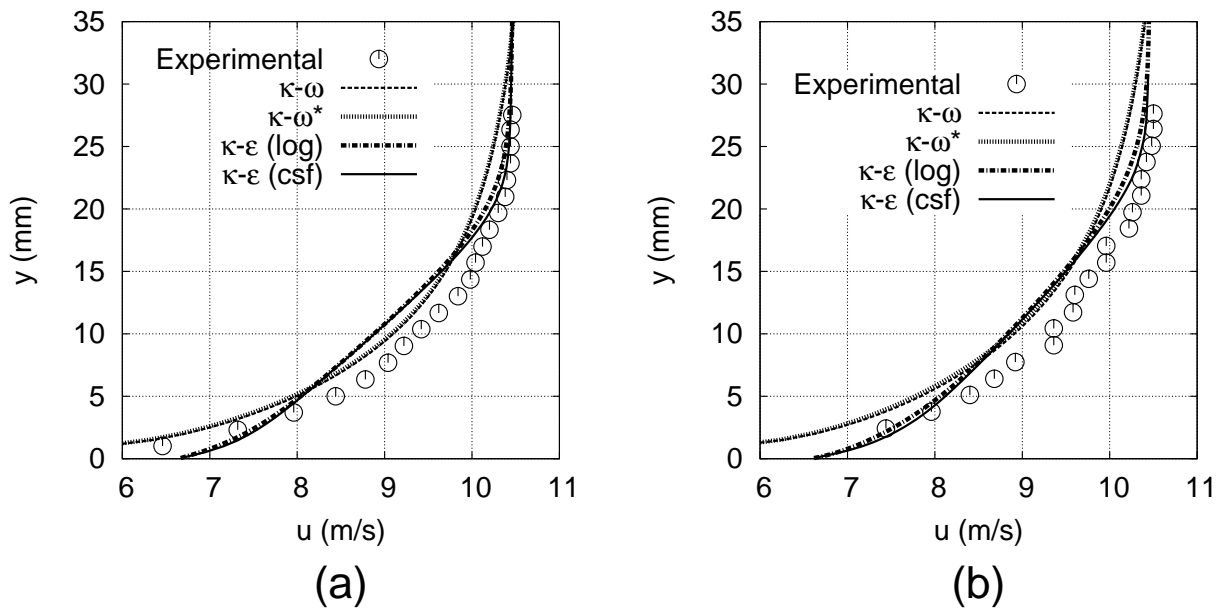 35
30
25
20
15
10
5
0
y (mm)
Experimental
κ-ω
κ-ω*
κ-ε (log)
κ-ε (csf)
6 7 8 9 10 11
u (m/s)
(a)
35
30
25
20
15
10
5
0
y (mm)
Experimental
κ-ω
κ-ω*
κ-ε (log)
κ-ε (csf)
6 7 8 9 10 11
u (m/s)
(b)